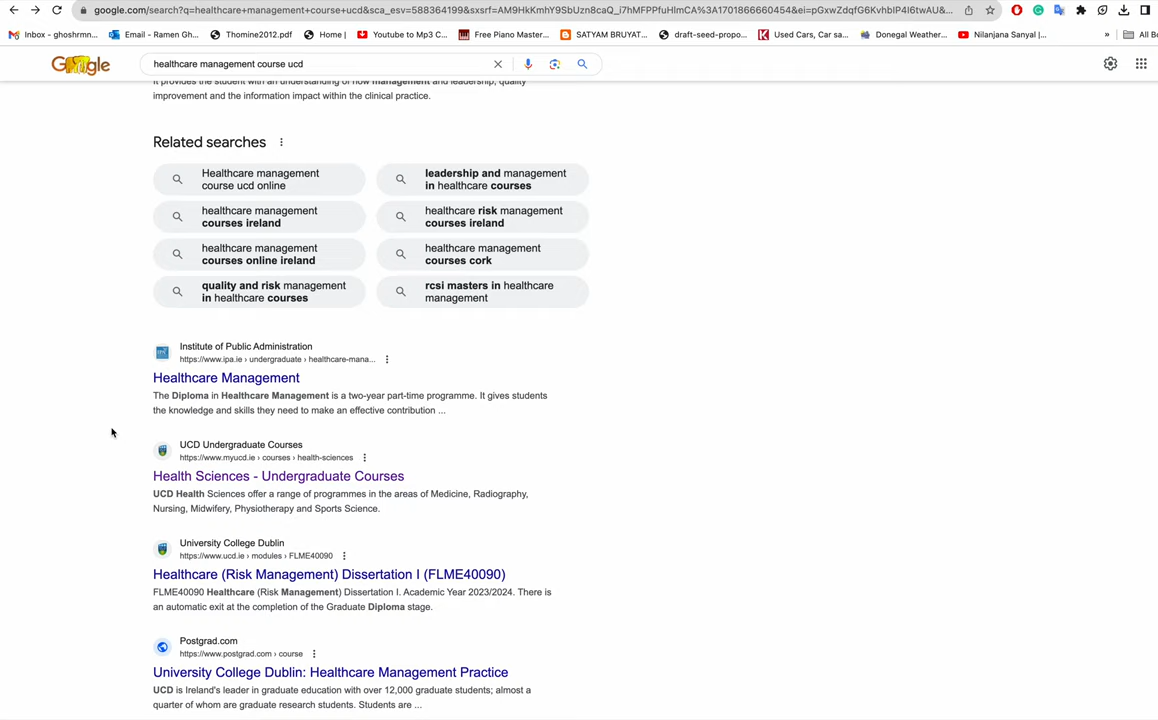 google.com/search?q=healthcare+management+course+ucd&sca_esv=588364199&sxsrf=AM9HkKmhY9SbUzn8caQ_i7hMFPPfuHlmCA%3A1701866660454&ei=pGxwZdqfG6KvhbIP4I6twAU&...
Inbox - ghoshrmn...
Email - Ramen Gh...
Thomine2012.pdf
Home |
Youtube to Mp3 C...
Free Piano Master...
SATYAM BRUYAT...
draft-seed-propo...
Used Cars, Car sa...
Donegal Weather...
Nilanjana Sanyal |...
»
All Bo
Google
healthcare management course ucd
It provides the student with an understanding of how management and leadership, quality
improvement and the information impact within the clinical practice.
Related searches
Healthcare management
course ucd online
leadership and management
in healthcare courses
healthcare management
courses ireland
healthcare risk management
courses ireland
healthcare management
courses online ireland
healthcare management
courses cork
quality and risk management
in healthcare courses
rcsi masters in healthcare
management
Institute of Public Administration
https://www.ipa.ie › undergraduate › healthcare-mana...
Healthcare Management
The Diploma in Healthcare Management is a two-year part-time programme. It gives students
the knowledge and skills they need to make an effective contribution ...
UCD Undergraduate Courses
https://www.myucd.ie › courses › health-sciences
Health Sciences - Undergraduate Courses
UCD Health Sciences offer a range of programmes in the areas of Medicine, Radiography,
Nursing, Midwifery, Physiotherapy and Sports Science.
University College Dublin
https://www.ucd.ie › modules › FLME40090
Healthcare (Risk Management) Dissertation I (FLME40090)
FLME40090 Healthcare (Risk Management) Dissertation I. Academic Year 2023/2024. There is
an automatic exit at the completion of the Graduate Diploma stage.
Postgrad.com
https://www.postgrad.com › course
University College Dublin: Healthcare Management Practice
UCD is Ireland's leader in graduate education with over 12,000 graduate students; almost a
quarter of whom are graduate research students. Students are ...